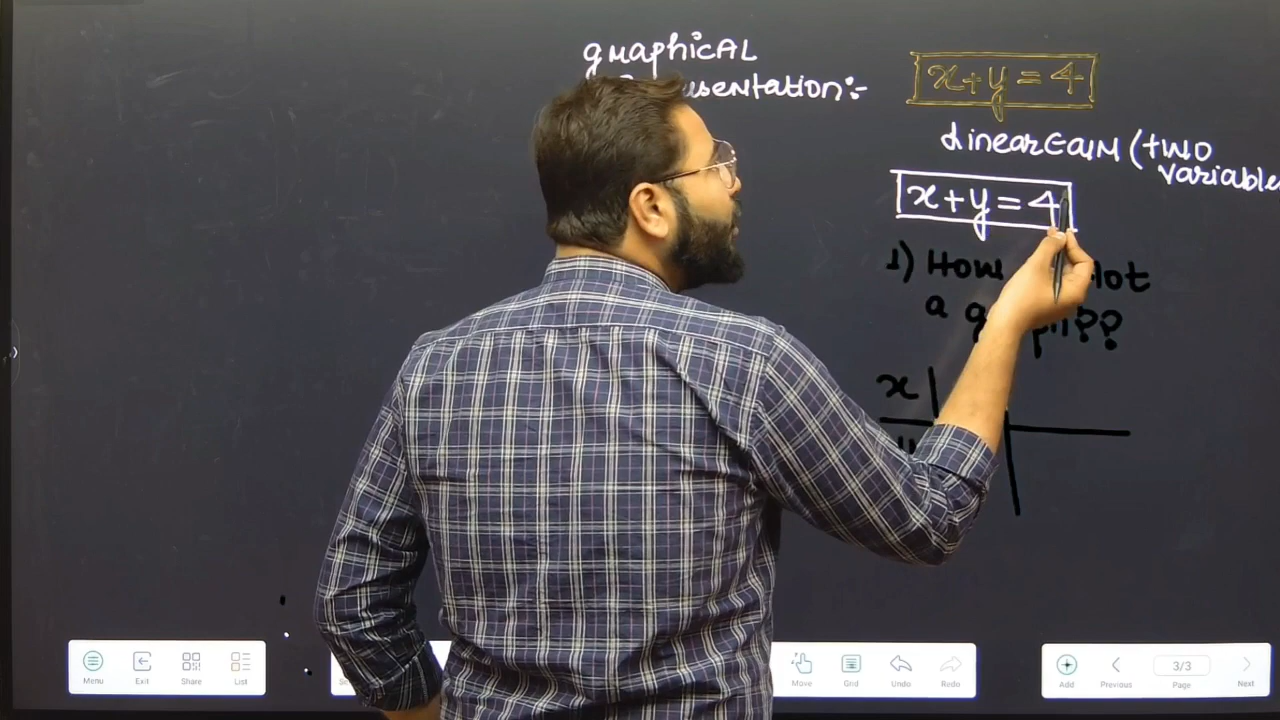 gRaphicAL
x+y=4
LinearEqn (two
variable
x+y=4
1) How
a
x
Menu
Exit
Share
List
Move
Grid
Undo
Redo
Add
Previous
3/3
Page
Next